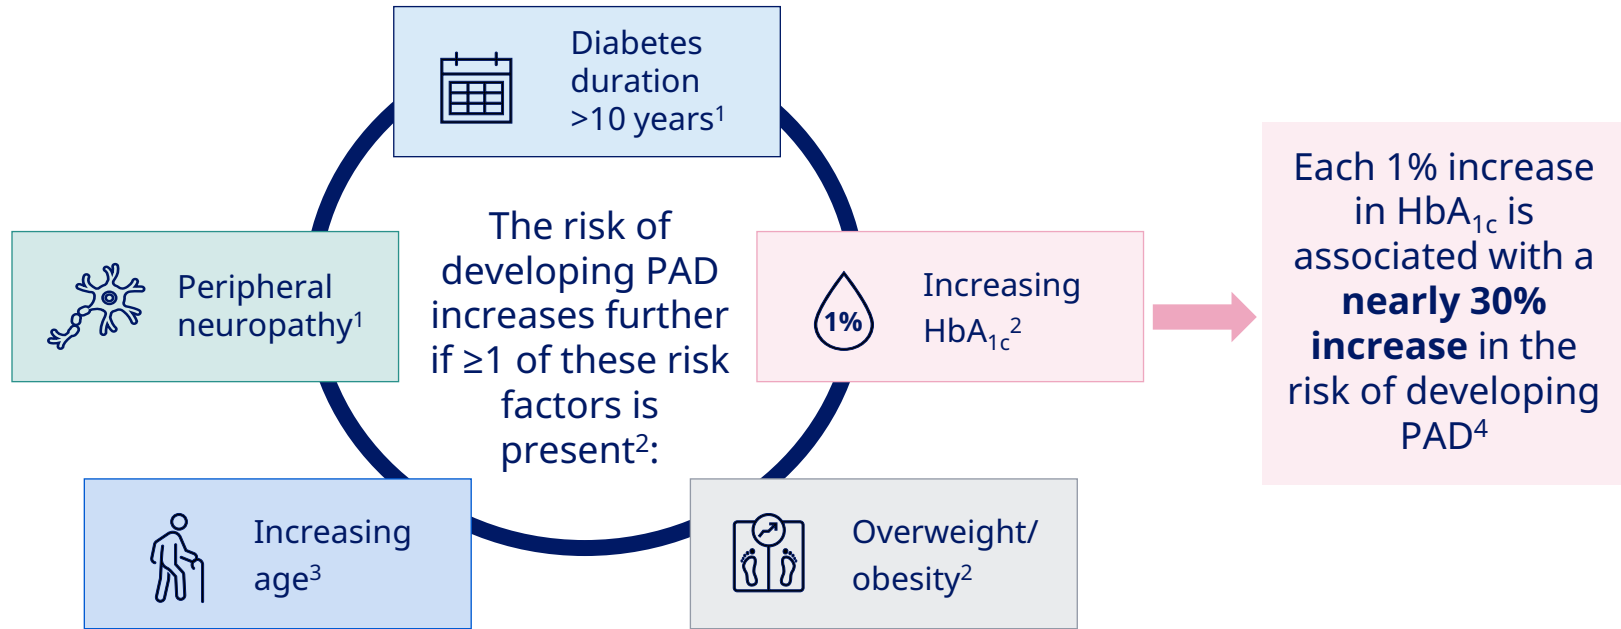 Diabetes
duration
>10 years¹
Peripheral
neuropathy¹
The risk of
developing PAD
increases further
if ≥1 of these risk
factors is
present²:
1%
Increasing
HbA₁c²
Each 1% increase
in HbA₁c is
associated with a
nearly 30%
increase in the
risk of developing
PAD⁴
Increasing
age³
Overweight/
obesity²